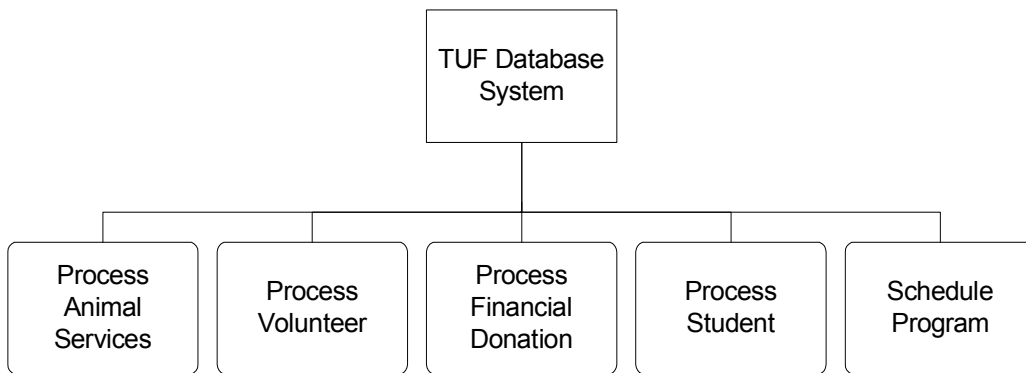 TUF Database
System
Process
Animal
Services
Process
Volunteer
Process
Financial
Donation
Process
Student
Schedule
Program